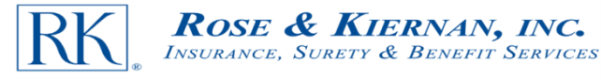 RK®
ROSE & KIERNAN, INC.
INSURANCE, SURETY & BENEFIT SERVICES